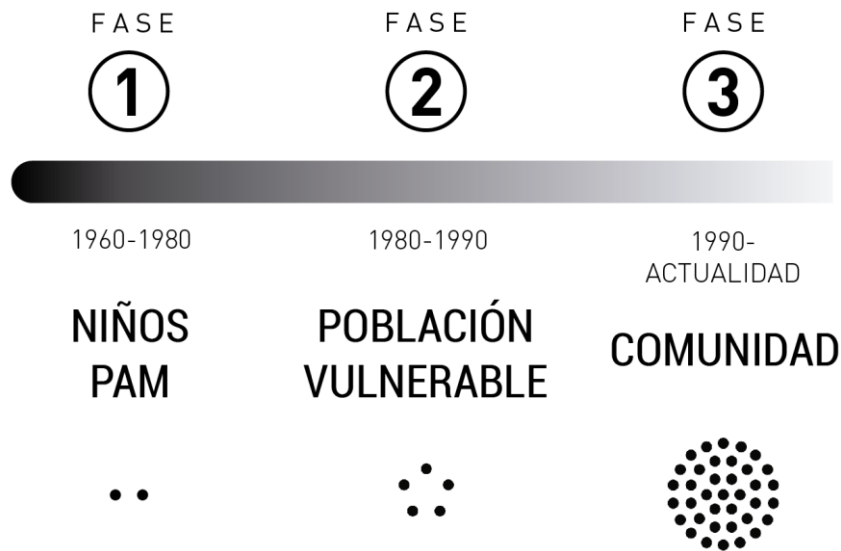 FASE
1
1960-1980
NIÑOS
PAM
FASE
2
1980-1990
POBLACIÓN
VULNERABLE
FASE
3
1990-
ACTUALIDAD
COMUNIDAD